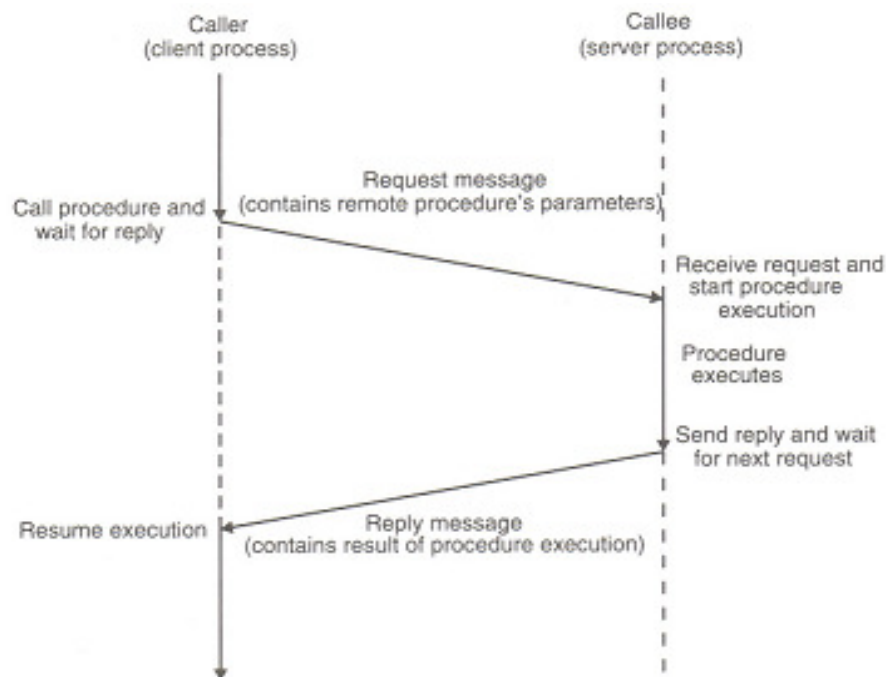 Caller
(client process)
Callee
(server process)
Request message
(contains remote procedure's parameters)
Call procedure and
wait for reply
Receive request and
start procedure
execution
Procedure
executes
Send reply and wait
for next request
Resume execution
Reply message
(contains result of procedure execution)